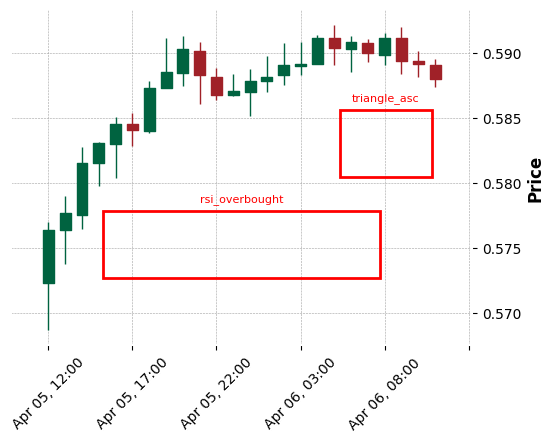 0.590
triangle_asc
0.585
0.580
rsi_overbought
0.575
0.570
Price
Apr 05, 12:00
Apr 05, 17:00
Apr 05, 22:00
Apr 06, 03:00
Apr 06, 08:00